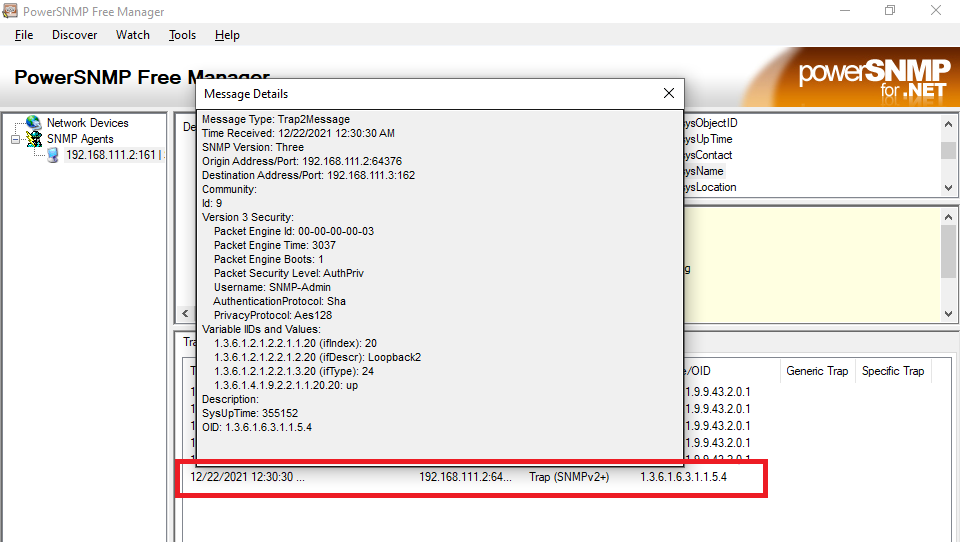 PowerSNMP Free Manager
File Discover Watch Tools Help
PowerSNMP Free Manager
powerSNMP
for .NET
Network Devices
SNMP Agents
192.168.111.2:161 |
Message Details
Message Type: Trap2Message
Time Received: 12/22/2021 12:30:30 AM
SNMP Version: Three
Origin Address/Port: 192.168.111.2:64376
Destination Address/Port: 192.168.111.3:162
Community:
Id: 9
Version 3 Security:
Packet Engine Id: 00-00-00-00-03
Packet Engine Time: 3037
Packet Engine Boots: 1
Packet Security Level: AuthPriv
Username: SNMP-Admin
AuthenticationProtocol: Sha
PrivacyProtocol: Aes128
Variable IIDs and Values:
1.3.6.1.2.1.2.2.1.1.20 (ifIndex): 20
1.3.6.1.2.1.2.2.1.2.20 (ifDescr): Loopback2
1.3.6.1.2.1.2.2.1.3.20 (ifType): 24
1.3.6.1.4.1.9.2.2.1.1.20.20: up
Description:
SysUpTime: 355152
OID: 1.3.6.1.6.3.1.1.5.4
sysObjectID
sysUpTime
sysContact
sysName
sysLocation
g
/OID Generic Trap Specific Trap
1.9.9.43.2.0.1
1.9.9.43.2.0.1
1.9.9.43.2.0.1
1.9.9.43.2.0.1
1.9.9.43.2.0.1
12/22/2021 12:30:30 ... 192.168.111.2:64... Trap (SNMPv2+) 1.3.6.1.6.3.1.1.5.4